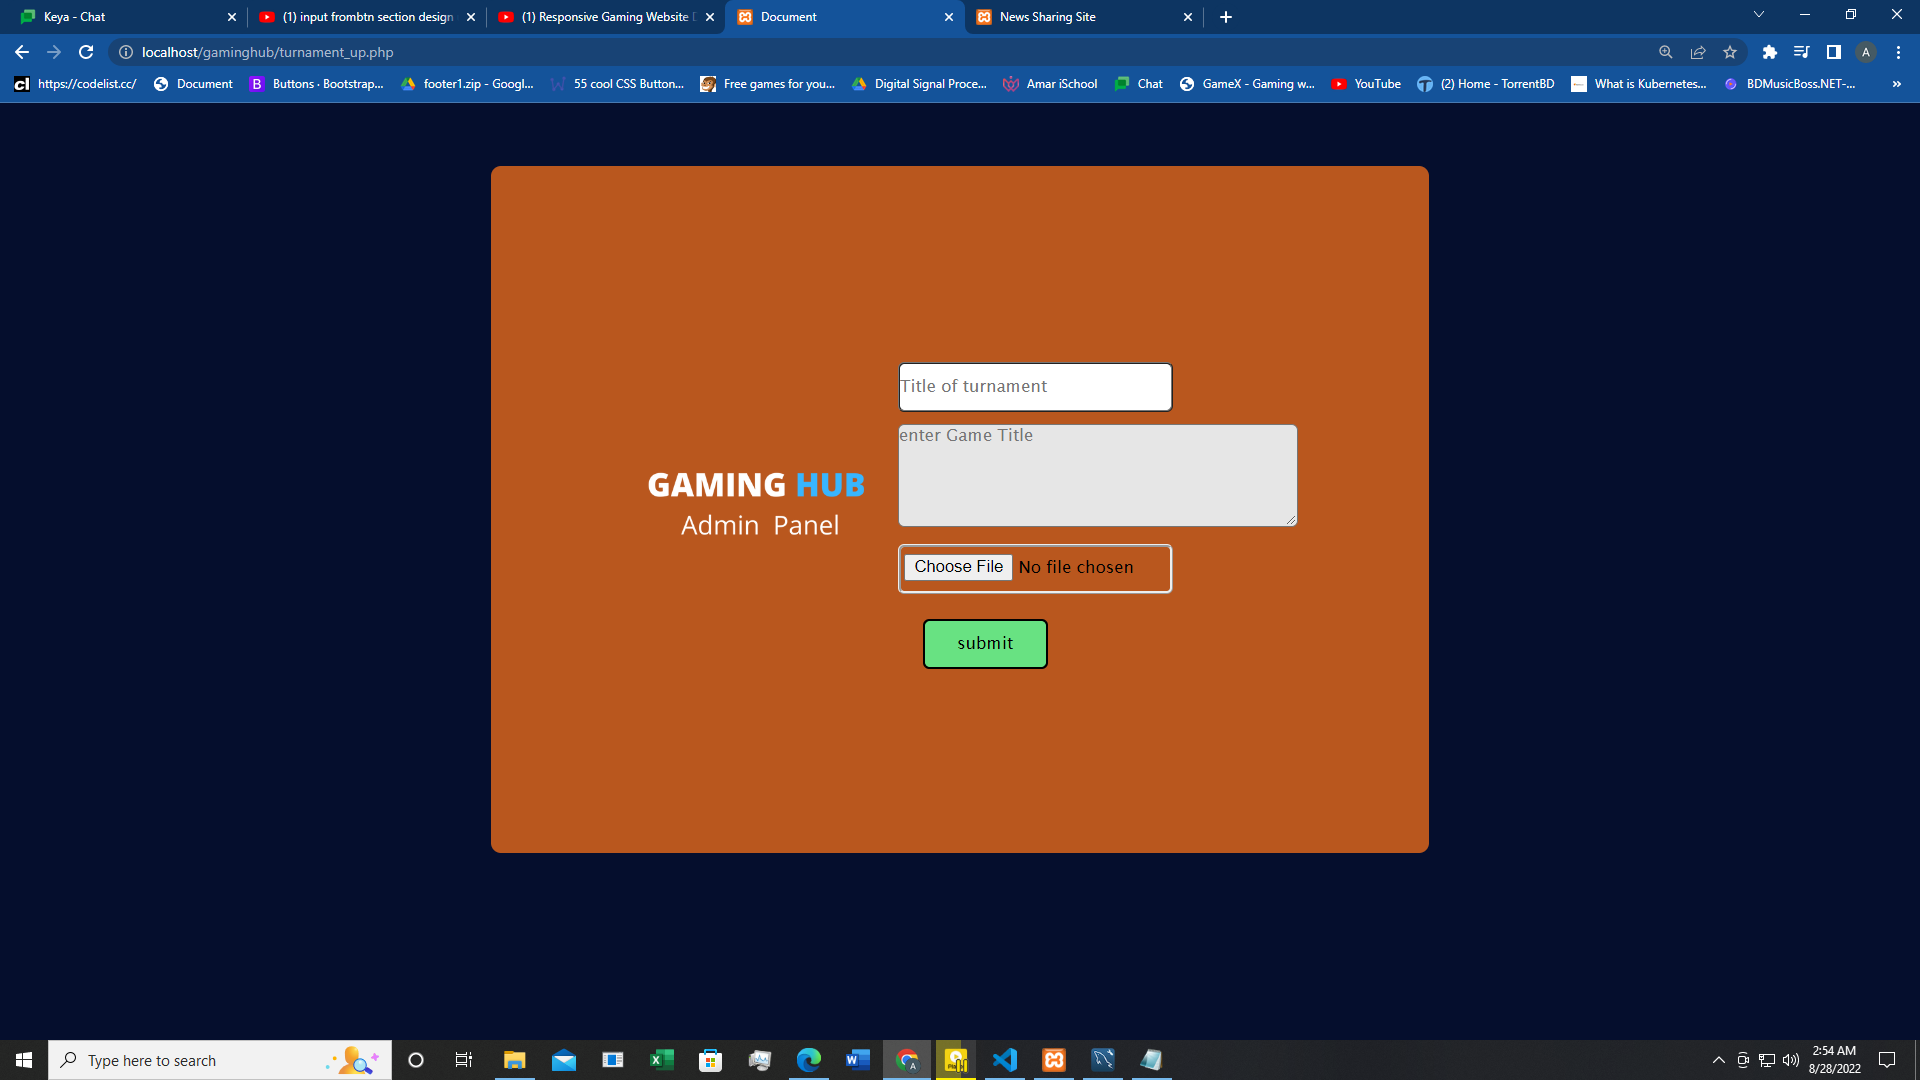 Keya - Chat
(1) input frombtn section design
(1) Responsive Gaming Website D
Document
News Sharing Site
localhost/gaminghub/turnament_up.php
A
https://codelist.cc/
Document
Buttons · Bootstrap...
footer1.zip - Googl...
55 cool CSS Button...
Free games for you...
Digital Signal Proce...
Amar iSchool
Chat
GameX - Gaming w...
YouTube
(2) Home - TorrentBD
What is Kubernetes...
BDMusicBoss.NET-...
»
Title of turnament
enter Game Title
GAMING HUB
Admin Panel
Choose File No file chosen
submit
Type here to search
2:54 AM
8/28/2022